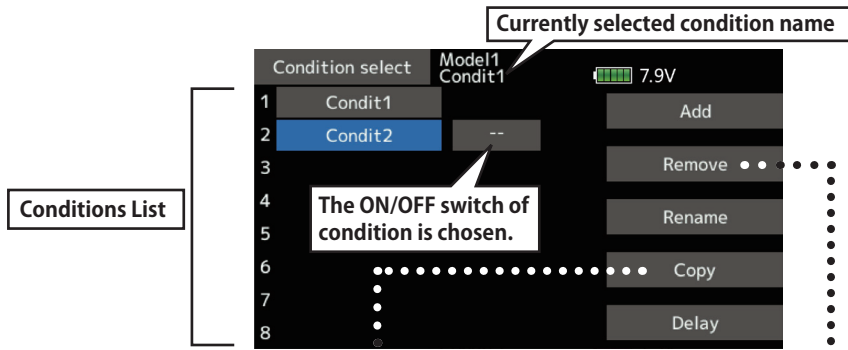 Currently selected condition name
Condition select
Model1
Condit1
7.9V
1 Condit1
Add
2 Condit2 --
3
Remove
4
The ON/OFF switch of
condition is chosen.
Conditions List
Rename
5
6
Copy
7
8
Delay